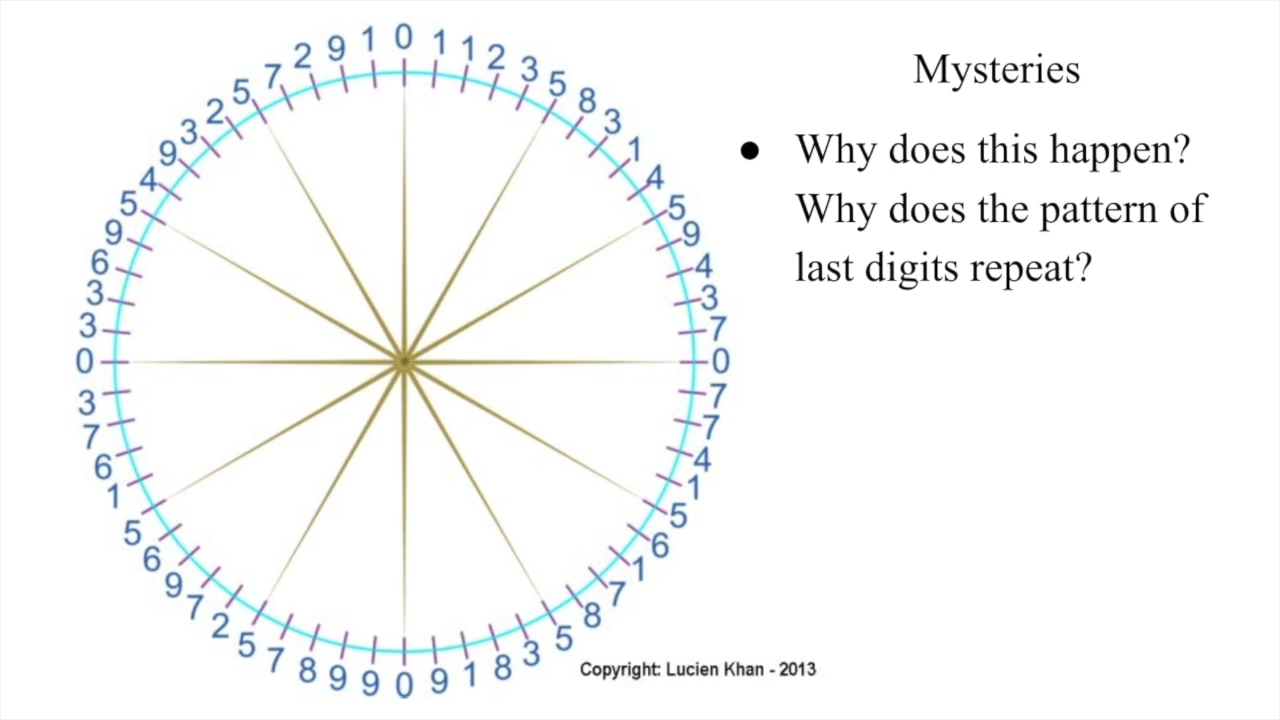 0 1 1 2 3 5 8 3 1 4 5 9 4 3 7 0 7 7 4 1 5 6 1 7 8 5 3 8 1 9 0 9 9 8 7 5 2 7 9 6 5 1 6 7 3 0 3 3 6 9 5 4 9 3 2 5 7 2 9 1
Mysteries
● Why does this happen?
Why does the pattern of
last digits repeat?
Copyright: Lucien Khan - 2013